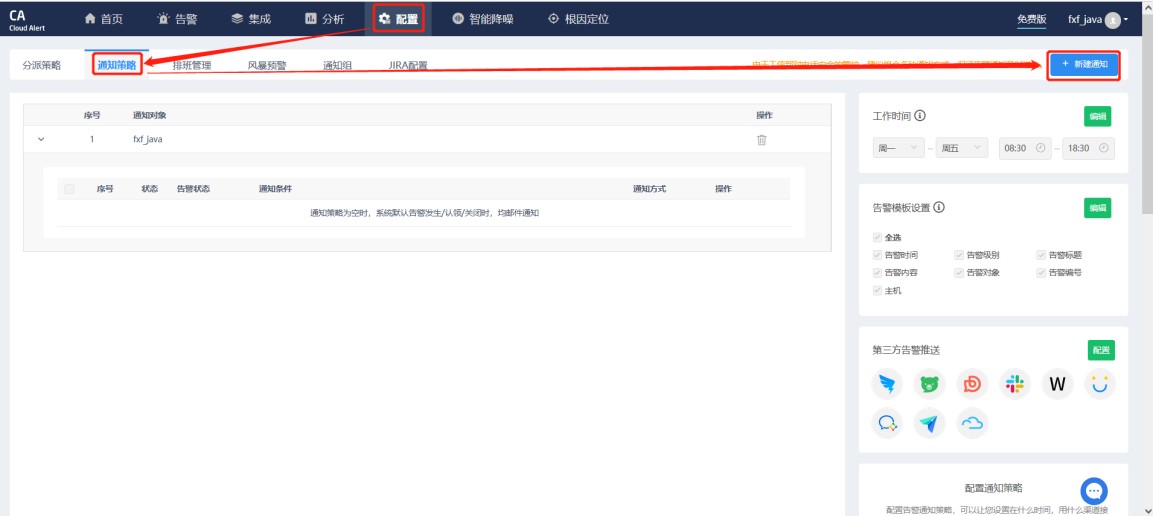 CA 首页 告警 集成 分析 配置 智能降噪 根因定位 免费版 fxf_java
Cloud Alert
分派策略 通知策略 排班管理 风暴预警 通知组 JIRA配置 + 新建通知
序号 通知对象 操作
1 fxf_java
序号 状态 告警状态 通知条件 通知方式 操作
通知策略为空时，系统默认告警发生/认领/关闭时，均邮件通知
工作时间 编辑
周一 ~ 周五 08:30 ~ 18:30
告警模板设置 编辑
全选
告警时间 告警级别 告警标题
告警内容 告警对象 告警编号
主机
第三方告警推送 配置
W
配置通知策略
配置告警通知策略，可以让您设置在什么时间，用什么渠道接